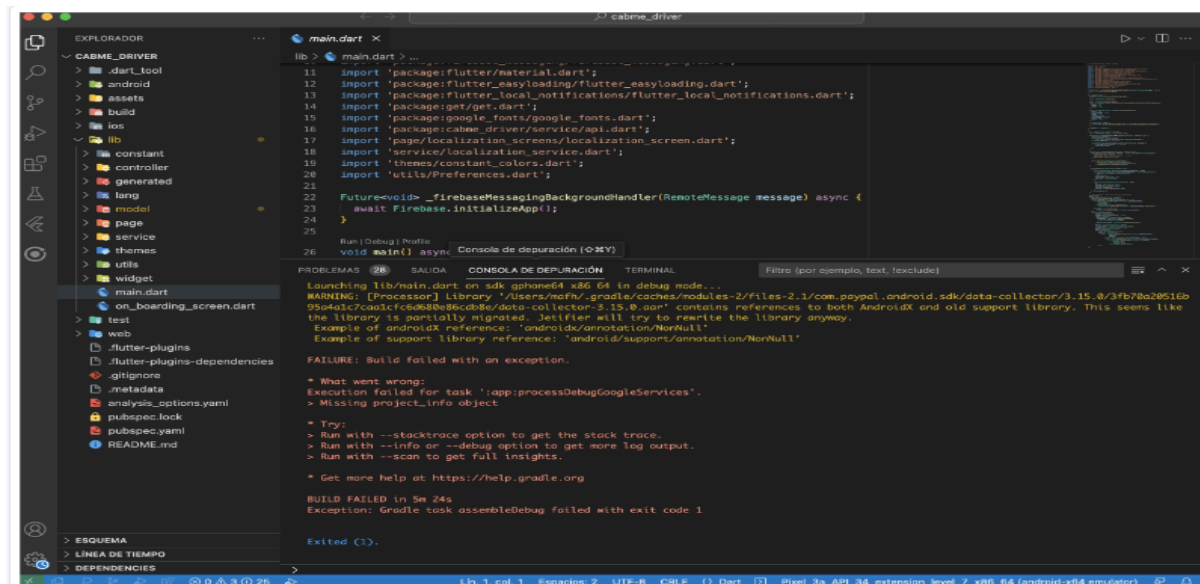 cabme_driver
EXPLORADOR
CABME_DRIVER
.dart_tool
android
assets
build
ios
lib
constant
controller
generated
lang
model
page
service
themes
utils
widget
main.dart
on_boarding_screen.dart
test
web
.flutter-plugins
.flutter-plugins-dependencies
.gitignore
.metadata
analysis_options.yaml
pubspec.lock
pubspec.yaml
README.md
ESQUEMA
LÍNEA DE TIEMPO
DEPENDENCIES
main.dart ×
lib > main.dart > ...
11 import 'package:flutter/material.dart';
12 import 'package:flutter_easyloading/flutter_easyloading.dart';
13 import 'package:flutter_local_notifications/flutter_local_notifications.dart';
14 import 'package:get/get.dart';
15 import 'package:google_fonts/google_fonts.dart';
16 import 'package:cabme_driver/service/api.dart';
17 import 'page/localization_screens/localization_screen.dart';
18 import 'service/localization_service.dart';
19 import 'themes/constant_colors.dart';
20 import 'utils/Preferences.dart';
21
22 Future<void> _firebaseMessagingBackgroundHandler(RemoteMessage message) async {
23 await Firebase.initializeApp();
24 }
25
Run | Debug | Profile
26 void main() async
Consola de depuración (⇧⌘Y)
PROBLEMAS 28 SALIDA CONSOLA DE DEPURACIÓN TERMINAL Filtro (por ejemplo, text, !exclude)
Launching lib/main.dart on sdk gphone64 x86 64 in debug mode...
WARNING: [Processor] Library '/Users/mafh/.gradle/caches/modules-2/files-2.1/com.paypal.android.sdk/data-collector/3.15.0/3fb70a20516b
95a4a1c7caa1cfc6d680e86cdb8e/data-collector-3.15.0.aar' contains references to both AndroidX and old support library. This seems like
the library is partially migrated. Jetifier will try to rewrite the library anyway.
Example of androidX reference: 'androidx/annotation/NonNull'
Example of support library reference: 'android/support/annotation/NonNull'
FAILURE: Build failed with an exception.
* What went wrong:
Execution failed for task ':app:processDebugGoogleServices'.
> Missing project_info object
* Try:
> Run with --stacktrace option to get the stack trace.
> Run with --info or --debug option to get more log output.
> Run with --scan to get full insights.
* Get more help at https://help.gradle.org
BUILD FAILED in 5m 24s
Exception: Gradle task assembleDebug failed with exit code 1
Exited (1).
>
0 3 25 Lín. 1, col. 1 Espacios: 2 UTF-8 CRLF {} Dart Pixel 3a API 34 extension level 7 x86 64 (android-x64 emulator)